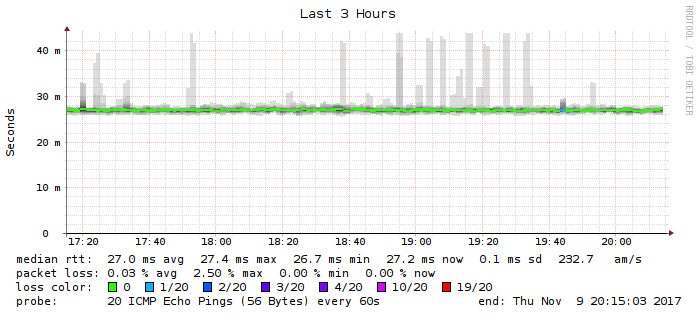 Last 3 Hours
RRDTOOL / TOBI OETIKER
Seconds
40 m
30 m
20 m
10 m
0
17:20 17:40 18:00 18:20 18:40 19:00 19:20 19:40 20:00
median rtt: 27.0 ms avg 27.4 ms max 26.7 ms min 27.2 ms now 0.1 ms sd 232.7 am/s
packet loss: 0.03 % avg 2.50 % max 0.00 % min 0.00 % now
loss color: 0 1/20 2/20 3/20 4/20 10/20 19/20
probe: 20 ICMP Echo Pings (56 Bytes) every 60s end: Thu Nov 9 20:15:03 2017